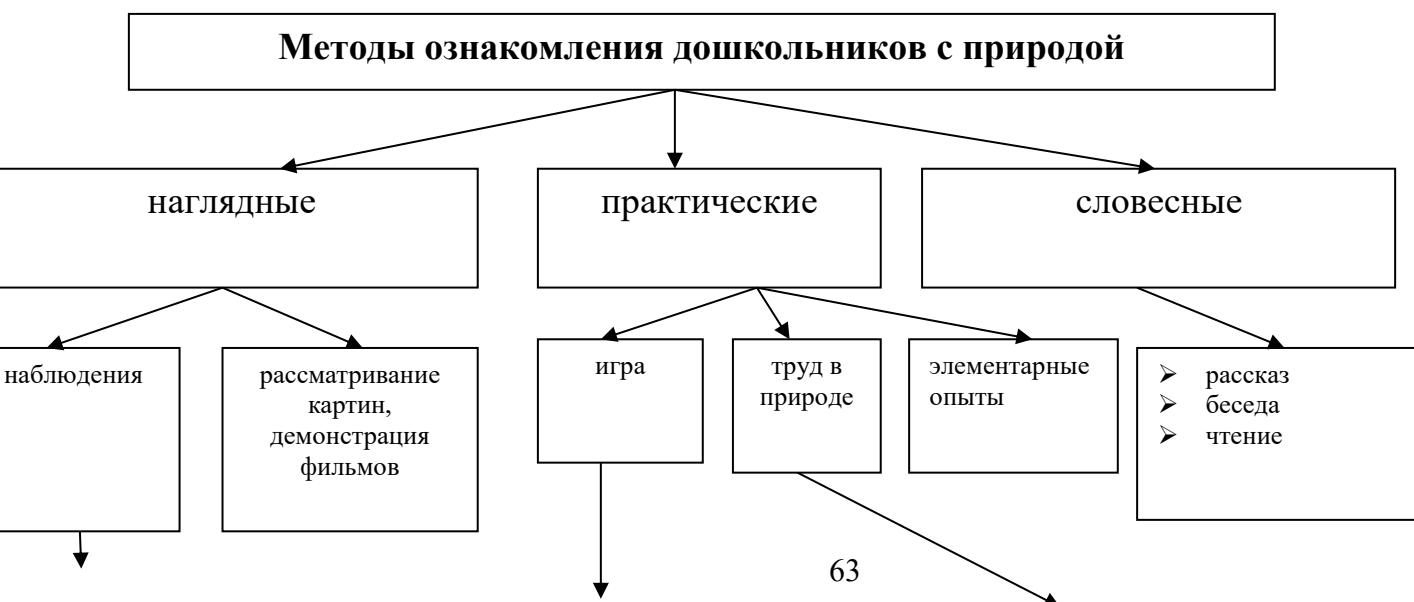 Методы ознакомления дошкольников с природой
наглядные
практические
словесные
наблюдения
рассматривание
картин,
демонстрация
фильмов
игра
труд в
природе
элементарные
опыты
➢ рассказ
➢ беседа
➢ чтение
63